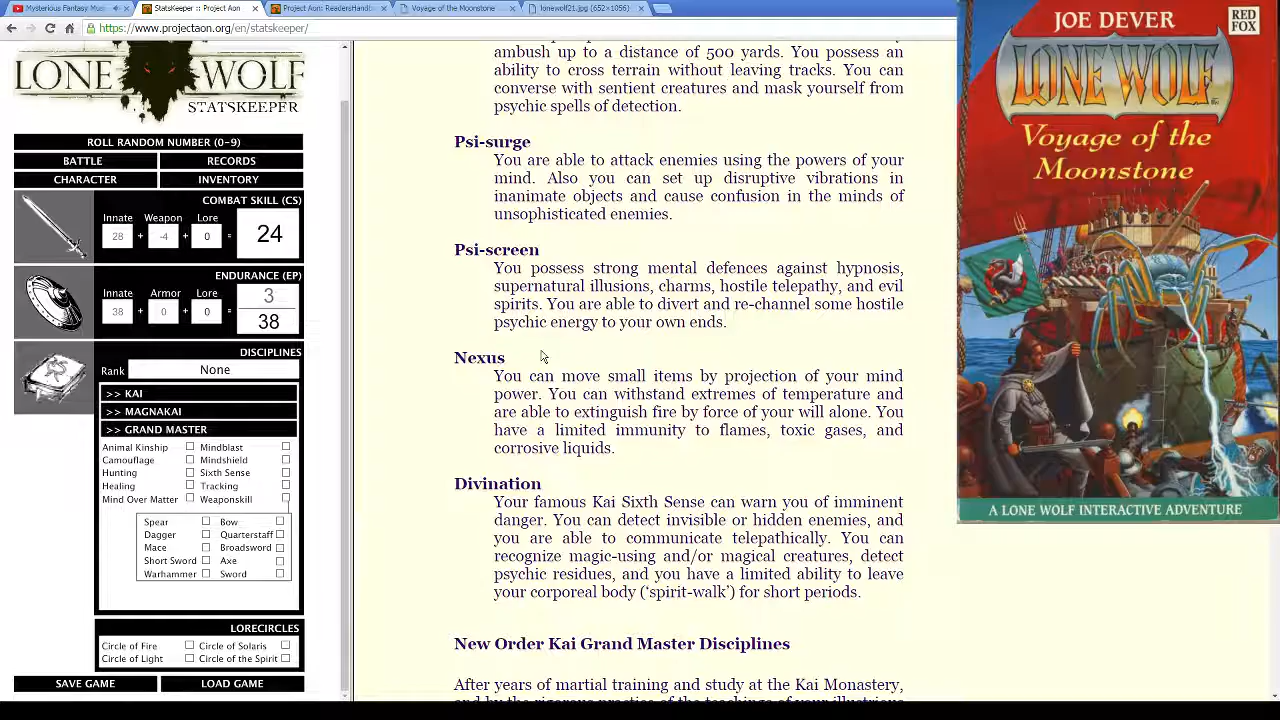 Mysterious Fantasy Mus
StatsKeeper :: Project Aon
Project Aon: ReadersHandb
Voyage of the Moonstone
lonewolf21.jpg (652×1056)
https://www.projectaon.org/en/statskeeper/
LONE WOLF
STATSKEEPER
ROLL RANDOM NUMBER (0-9)
BATTLE RECORDS
CHARACTER INVENTORY
COMBAT SKILL (CS)
Innate Weapon Lore
28 + -4 + 0 = 24
ENDURANCE (EP)
Innate Armor Lore
3
38 + 0 + 0 = 38
DISCIPLINES
Rank None
>> KAI
>> MAGNAKAI
>> GRAND MASTER
Animal Kinship Mindblast
Camouflage Mindshield
Hunting Sixth Sense
Healing Tracking
Mind Over Matter Weaponskill
Spear Bow
Dagger Quarterstaff
Mace Broadsword
Short Sword Axe
Warhammer Sword
LORECIRCLES
Circle of Fire Circle of Solaris
Circle of Light Circle of the Spirit
SAVE GAME LOAD GAME
ambush up to a distance of 500 yards. You possess an
ability to cross terrain without leaving tracks. You can
converse with sentient creatures and mask yourself from
psychic spells of detection.
Psi-surge
You are able to attack enemies using the powers of your
mind. Also you can set up disruptive vibrations in
inanimate objects and cause confusion in the minds of
unsophisticated enemies.
Psi-screen
You possess strong mental defences against hypnosis,
supernatural illusions, charms, hostile telepathy, and evil
spirits. You are able to divert and re-channel some hostile
psychic energy to your own ends.
Nexus
You can move small items by projection of your mind
power. You can withstand extremes of temperature and
are able to extinguish fire by force of your will alone. You
have a limited immunity to flames, toxic gases, and
corrosive liquids.
Divination
Your famous Kai Sixth Sense can warn you of imminent
danger. You can detect invisible or hidden enemies, and
you are able to communicate telepathically. You can
recognize magic-using and/or magical creatures, detect
psychic residues, and you have a limited ability to leave
your corporeal body (‘spirit-walk’) for short periods.
New Order Kai Grand Master Disciplines
After years of martial training and study at the Kai Monastery,
and by the rigorous practice of the teachings of your illustrious
JOE DEVER
RED
FOX
LONE WOLF
Voyage of the
Moonstone
A LONE WOLF INTERACTIVE ADVENTURE